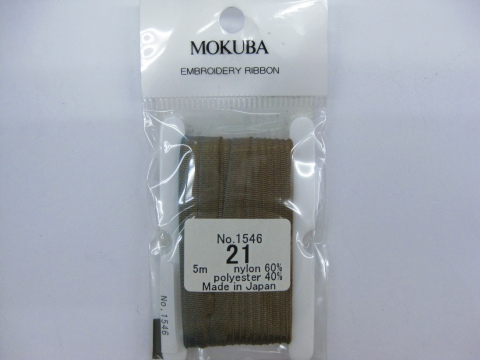 MOKUBA
EMBROIDERY RIBBON
No.1546
21
5m nylon 60%
polyester 40%
Made in Japan
No.1546